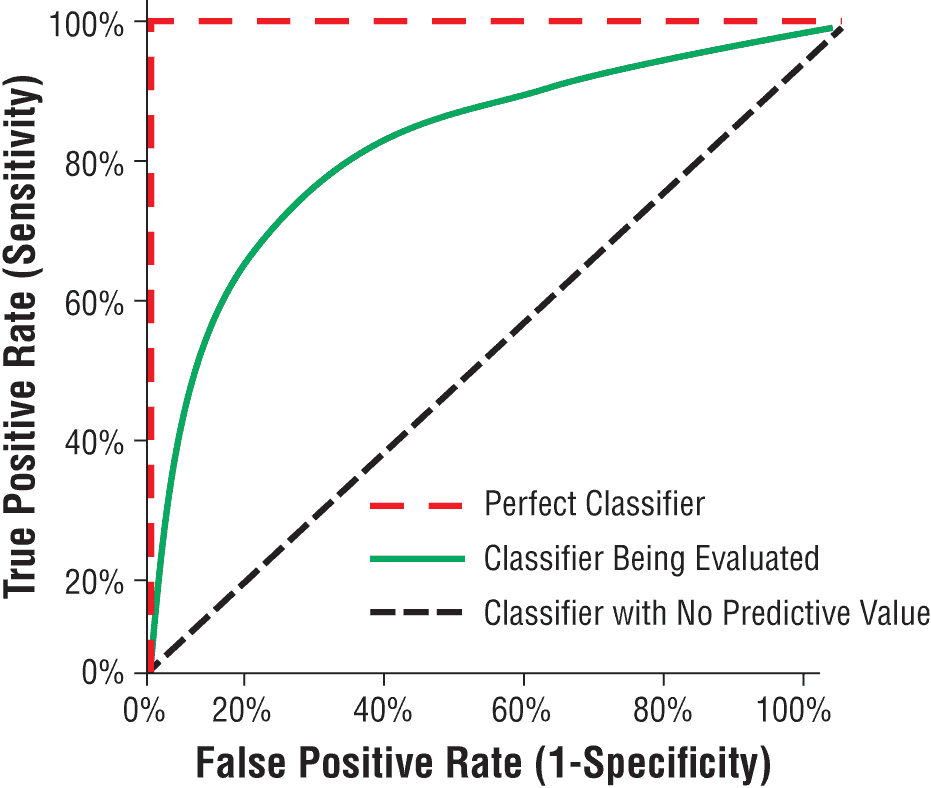 100%
80%
60%
40%
20%
0%
True Positive Rate (Sensitivity)
Perfect Classifier
Classifier Being Evaluated
Classifier with No Predictive Value
0% 20% 40% 60% 80% 100%
False Positive Rate (1-Specificity)